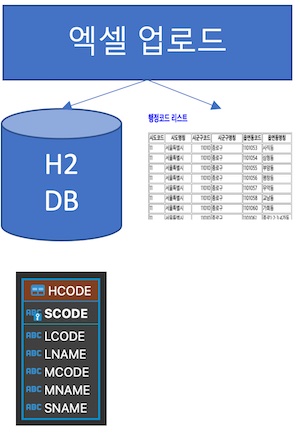 엑셀 업로드
H2
DB
행정코드 리스트
시도코드 시도명칭 시군구코드 시군구명칭 읍면동코드 읍면동명칭
11 서울특별시 11010 종로구 1101053 사직동
11 서울특별시 11010 종로구 1101054 삼청동
11 서울특별시 11010 종로구 1101055 부암동
11 서울특별시 11010 종로구 1101056 평창동
11 서울특별시 11010 종로구 1101057 무악동
11 서울특별시 11010 종로구 1101058 교남동
11 서울특별시 11010 종로구 1101060 가회동
11 서울특별시 11010 종로구 1101061
HCODE
ABC SCODE
ABC LCODE
ABC LNAME
ABC MCODE
ABC MNAME
ABC SNAME